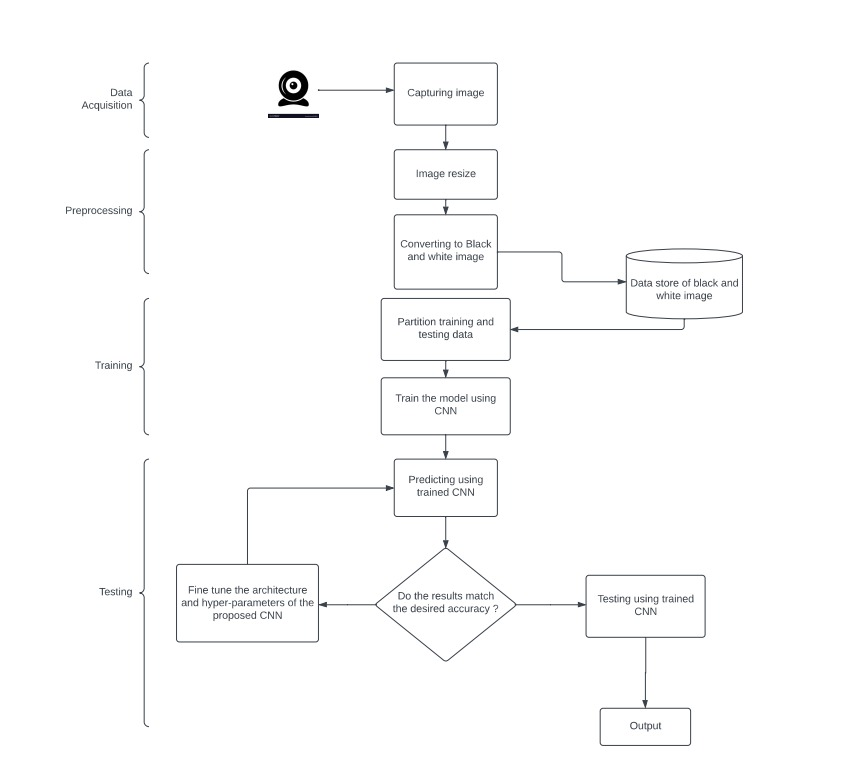 Data
Acquisition
Capturing image
Preprocessing
Image resize
Converting to Black
and white image
Data store of black and
white image
Training
Partition training and
testing data
Train the model using
CNN
Testing
Predicting using
trained CNN
Do the results match
the desired accuracy ?
Fine tune the architecture
and hyper-parameters of the
proposed CNN
Testing using trained
CNN
Output